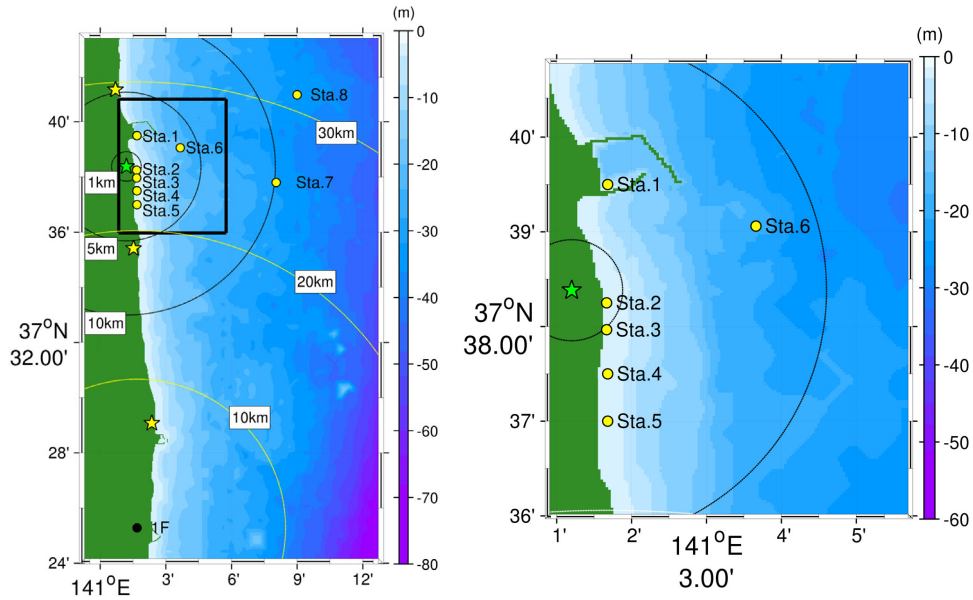 (m)
0
-10
-20
-30
-40
-50
-60
-70
-80
40'
36'
37°N
32.00'
28'
24'
141°E
3'
6'
9'
12'
Sta.8
30km
Sta.1
Sta.6
Sta.2
Sta.3
Sta.4
Sta.5
Sta.7
1km
5km
20km
10km
10km
1F
(m)
0
-10
-20
-30
-40
-50
-60
40'
39'
37°N
38.00'
37'
36'
1'
2'
141°E
3.00'
4'
5'
Sta.1
Sta.6
Sta.2
Sta.3
Sta.4
Sta.5